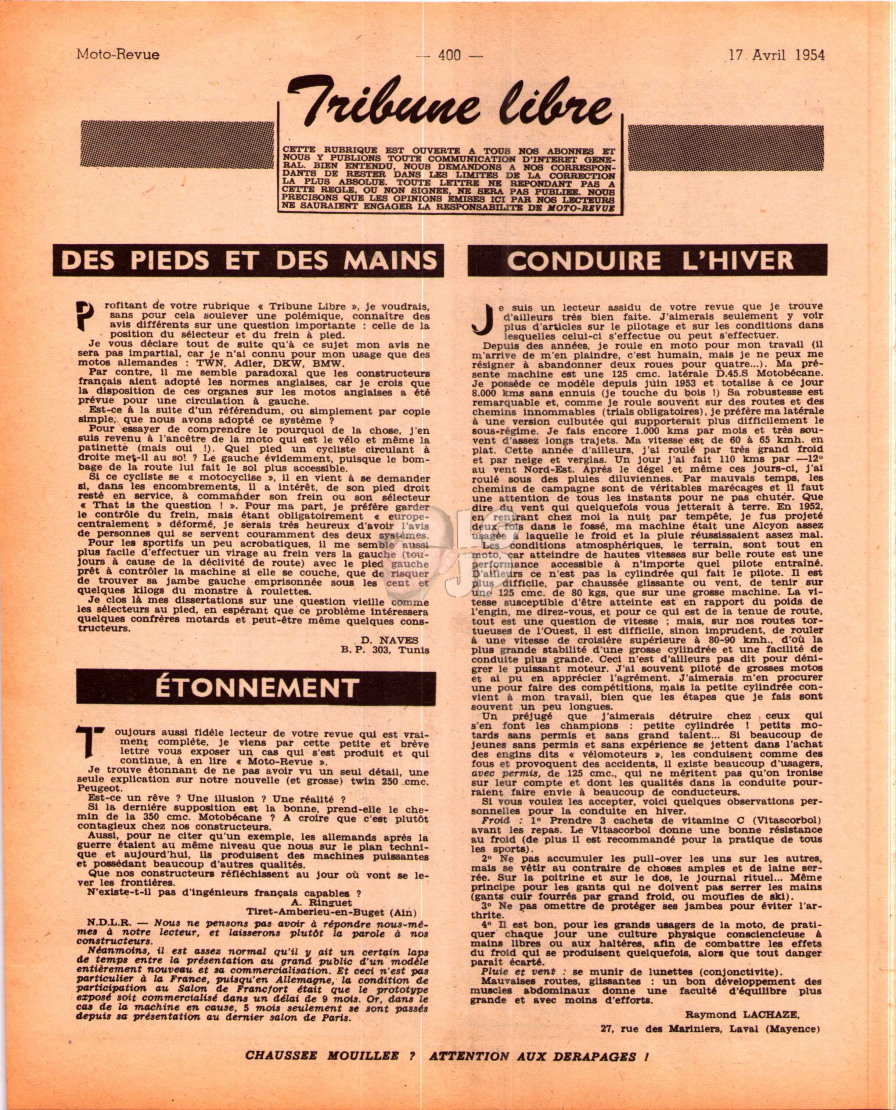 Moto-Revue
— 400 —
17 Avril 1954
Tribune libre
CETTE RUBRIQUE EST OUVERTE A TOUS NOS ABONNES ET
NOUS Y PUBLIONS TOUTE COMMUNICATION D'INTERET GENE-
RAL. BIEN ENTENDU, NOUS DEMANDONS A NOS CORRESPON-
DANTS DE RESTER DANS LES LIMITES DE LA CORRECTION
LA PLUS ABSOLUE. TOUTE LETTRE NE REPONDANT PAS A
CETTE REGLE, OU NON SIGNEE, NE SERA PAS PUBLIEE. NOUS
PRECISONS QUE LES OPINIONS EMISES ICI PAR NOS LECTEURS
NE SAURAIENT ENGAGER LA RESPONSABILITE DE MOTO-REVUE
DES PIEDS ET DES MAINS
Profitant de votre rubrique « Tribune Libre », je voudrais,
sans pour cela soulever une polémique, connaître des
avis différents sur une question importante : celle de la
position du sélecteur et du frein à pied.
Je vous déclare tout de suite qu'à ce sujet mon avis ne
sera pas impartial, car je n'ai connu pour mon usage que des
motos allemandes : TWN, Adler, DKW, BMW.
Par contre, il me semble paradoxal que les constructeurs
français aient adopté les normes anglaises, car je crois que
la disposition de ces organes sur les motos anglaises a été
prévue pour une circulation à gauche.
Est-ce à la suite d'un référendum, ou simplement par copie
simple, que nous avons adopté ce système ?
Pour essayer de comprendre le pourquoi de la chose, j'en
suis revenu à l'ancêtre de la moto qui est le vélo et même la
patinette (mais oui !). Quel pied un cycliste circulant à
droite met-il au sol ? Le gauche évidemment, puisque le bom-
bage de la route lui fait le sol plus accessible.
Si ce cycliste se « motocyclise », il en vient à se demander
si, dans les encombrements, il a intérêt, de son pied droit
resté en service, à commander son frein ou son sélecteur
« That is the question ! ». Pour ma part, je préfère garder
le contrôle du frein, mais étant obligatoirement « europe-
centralement » déformé, je serais très heureux d'avoir l'avis
de personnes qui se servent couramment des deux systèmes.
Pour les sportifs un peu acrobatiques, il me semble aussi
plus facile d'effectuer un virage au frein vers la gauche (tou-
jours à cause de la déclivité de route) avec le pied gauche
prêt à contrôler la machine si elle se couche, que de risquer
de trouver sa jambe gauche emprisonnée sous les cent et
quelques kilogs du monstre à roulettes.
Je clos là mes dissertations sur une question vieille comme
les sélecteurs au pied, en espérant que ce problème intéressera
quelques confrères motards et peut-être même quelques cons-
tructeurs.
D. NAVES
B. P. 303, Tunis
ÉTONNEMENT
Toujours aussi fidèle lecteur de votre revue qui est vrai-
ment complète, je viens par cette petite et brève
lettre vous exposer un cas qui s'est produit et qui
continue, à en lire « Moto-Revue ».
Je trouve étonnant de ne pas avoir vu un seul détail, une
seule explication sur notre nouvelle (et grosse) twin 250 cmc.
Peugeot.
Est-ce un rêve ? Une illusion ? Une réalité ?
Si la dernière supposition est la bonne, prend-elle le che-
min de la 350 cmc. Motobécane ? A croire que c'est plutôt
contagieux chez nos constructeurs.
Aussi, pour ne citer qu'un exemple, les allemands après la
guerre étaient au même niveau que nous sur le plan techni-
que et aujourd'hui, ils produisent des machines puissantes
et possédant beaucoup d'autres qualités.
Que nos constructeurs réfléchissent au jour où vont se le-
ver les frontières.
N'existe-t-il pas d'ingénieurs français capables ?
A. Ringuet
Tiret-Amberieu-en-Buget (Ain)
N.D.L.R. — Nous ne pensons pas avoir à répondre nous-mê-
mes à notre lecteur, et laisserons plutôt la parole à nos
constructeurs.
Néanmoins, il est assez normal qu'il y ait un certain laps
de temps entre la présentation au grand public d'un modèle
entièrement nouveau et sa commercialisation. Et ceci n'est pas
particulier à la France, puisqu'en Allemagne, la condition de
participation au Salon de Francfort était que le prototype
exposé soit commercialisé dans un délai de 9 mois. Or, dans le
cas de la machine en cause, 5 mois seulement se sont passés
depuis sa présentation au dernier salon de Paris.
CONDUIRE L'HIVER
Je suis un lecteur assidu de votre revue que je trouve
d'ailleurs très bien faite. J'aimerais seulement y voir
plus d'articles sur le pilotage et sur les conditions dans
lesquelles celui-ci s'effectue ou peut s'effectuer.
Depuis des années, je roule en moto pour mon travail (il
m'arrive de m'en plaindre, c'est humain, mais je ne peux me
résigner à abandonner deux roues pour quatre...). Ma pré-
sente machine est une 125 cmc. latérale D.45.S Motobécane.
Je possède ce modèle depuis juin 1953 et totalise à ce jour
8.000 kms sans ennuis (je touche du bois !) Sa robustesse est
remarquable et, comme je roule souvent sur des routes et des
chemins innommables (trials obligatoires), je préfère ma latérale
à une version culbutée qui supporterait plus difficilement le
sous-régime. Je fais encore 1.000 kms par mois et très sou-
vent d'assez longs trajets. Ma vitesse est de 60 à 65 kmh. en
plat. Cette année d'ailleurs, j'ai roulé par très grand froid
et par neige et verglas. Un jour j'ai fait 110 kms par —12°
au vent Nord-Est. Après le dégel et même ces jours-ci, j'ai
roulé sous des pluies diluviennes. Par mauvais temps, les
chemins de campagne sont de véritables marécages et il faut
une attention de tous les instants pour ne pas chuter. Que
dire du vent qui quelquefois vous jetterait à terre. En 1952,
en rentrant chez moi la nuit par tempête, je fus projeté
deux fois dans le fossé, ma machine était une Alcyon assez
usagée à laquelle le froid et la pluie réussissaient assez mal.
Les conditions atmosphériques, le terrain, sont tout en
moto, car atteindre de hautes vitesses sur belle route est une
performance accessible à n'importe quel pilote entraîné.
D'ailleurs ce n'est pas la cylindrée qui fait le pilote. Il est
plus difficile, par chaussée glissante ou vent, de tenir sur
une 125 cmc. de 80 kgs, que sur une grosse machine. La vi-
tesse susceptible d'être atteinte est en rapport du poids de
l'engin, me direz-vous, et pour ce qui est de la tenue de route,
tout est une question de vitesse ; mais, sur nos routes tor-
tueuses de l'Ouest, il est difficile, sinon imprudent, de rouler
à une vitesse de croisière supérieure à 80-90 kmh., d'où la
plus grande stabilité d'une grosse cylindrée et une facilité de
conduite plus grande. Ceci n'est d'ailleurs pas dit pour déni-
grer le puissant moteur. J'ai souvent piloté de grosses motos
et ai pu en apprécier l'agrément. J'aimerais m'en procurer
une pour faire des compétitions, mais la petite cylindrée con-
vient à mon travail, bien que les étapes que je fais sont
souvent un peu longues.
Un préjugé que j'aimerais détruire chez ceux qui
s'en font les champions : petite cylindrée ! petits mo-
tards sans permis et sans grand talent... Si beaucoup de
jeunes sans permis et sans expérience se jettent dans l'achat
des engins dits « vélomoteurs », les conduisent comme des
fous et provoquent des accidents, il existe beaucoup d'usagers,
avec permis, de 125 cmc., qui ne méritent pas qu'on ironise
sur leur compte et dont les qualités dans la conduite pour-
raient faire envie à beaucoup de conducteurs.
Si vous voulez les accepter, voici quelques observations per-
sonnelles pour la conduite en hiver.
Froid : 1° Prendre 3 cachets de vitamine C (Vitascorbol)
avant les repas. Le Vitascorbol donne une bonne résistance
au froid (de plus il est recommandé pour la pratique de tous
les sports).
2° Ne pas accumuler les pull-over les uns sur les autres,
mais se vêtir au contraire de choses amples et de laine ser-
rée. Sur la poitrine et sur le dos, le journal rituel... Même
principe pour les gants qui ne doivent pas serrer les mains
(gants cuir fourrés par grand froid, ou moufles de ski).
3° Ne pas omettre de protéger ses jambes pour éviter l'ar-
thrite.
4° Il est bon, pour les grands usagers de la moto, de prati-
quer chaque jour une culture physique consciencieuse à
mains libres ou aux haltères, afin de combattre les effets
du froid qui se produisent quelquefois, alors que tout danger
paraît écarté.
Pluie et vent : se munir de lunettes (conjonctivite).
Mauvaises routes, glissantes : un bon développement des
muscles abdominaux donne une faculté d'équilibre plus
grande et avec moins d'efforts.
Raymond LACHAZE,
27, rue des Mariniers, Laval (Mayence)
CHAUSSEE MOUILLEE ? ATTENTION AUX DERAPAGES !